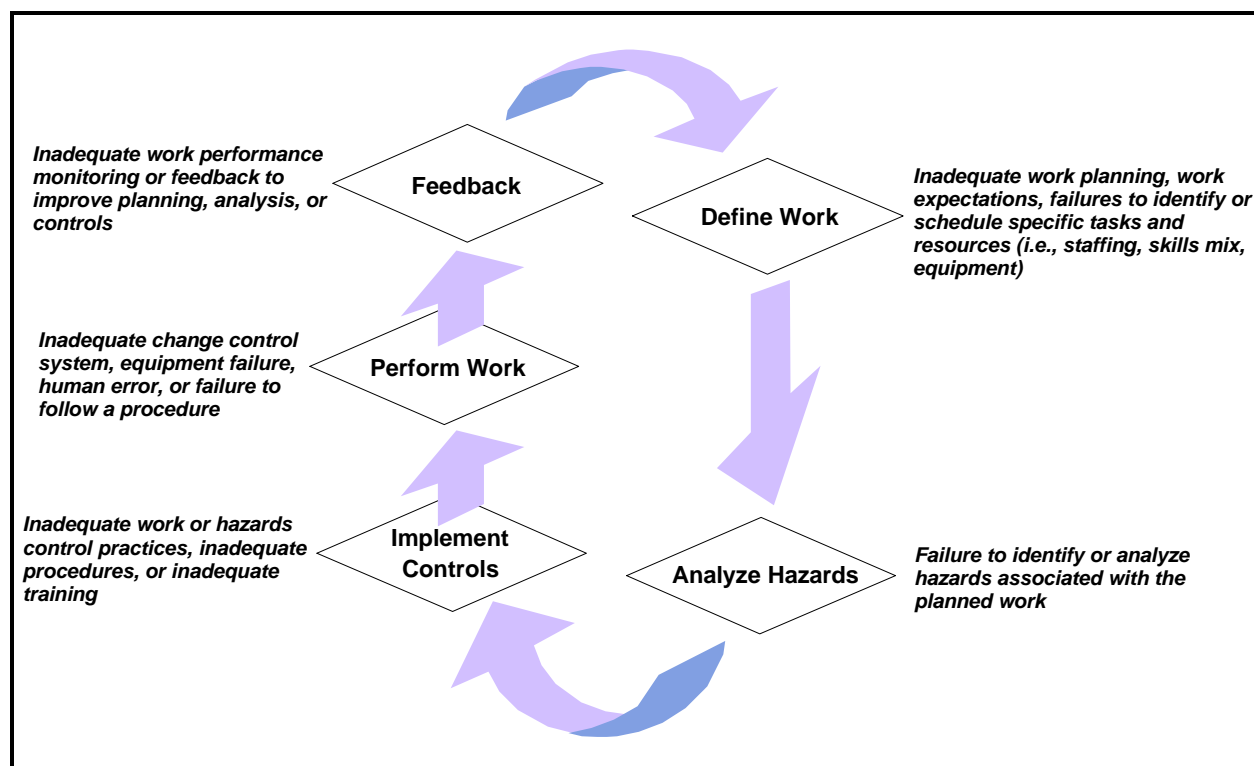 Feedback
Inadequate work performance
monitoring or feedback to
improve planning, analysis, or
controls
Define Work
Inadequate work planning, work
expectations, failures to identify or
schedule specific tasks and
resources (i.e., staffing, skills mix,
equipment)
Perform Work
Inadequate change control
system, equipment failure,
human error, or failure to
follow a procedure
Implement
Controls
Inadequate work or hazards
control practices, inadequate
procedures, or inadequate
training
Analyze Hazards
Failure to identify or analyze
hazards associated with the
planned work